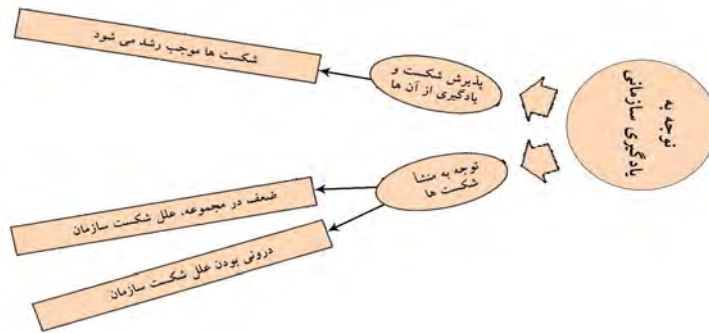 توجه به
یادگیری سازمانی
پذیرش شکست و
یادگیری از آن ها
شکست ها موجب رشد می شود
توجه به منشا
شکست ها
ضعف در مجموعه، علل شکست سازمان
درونی بودن علل شکست سازمان